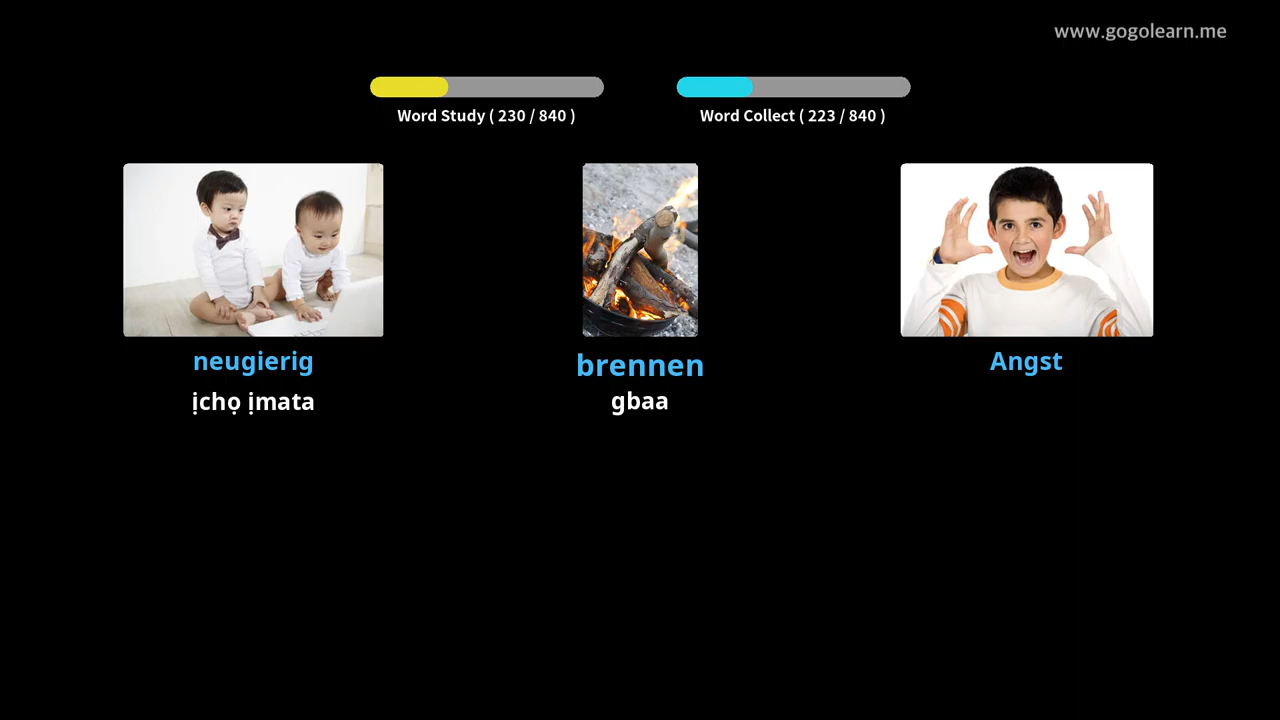 www.gogolearn.me
Word Study ( 230 / 840 )
Word Collect ( 223 / 840 )
neugierig
ịchọ ịmata
brennen
gbaa
Angst